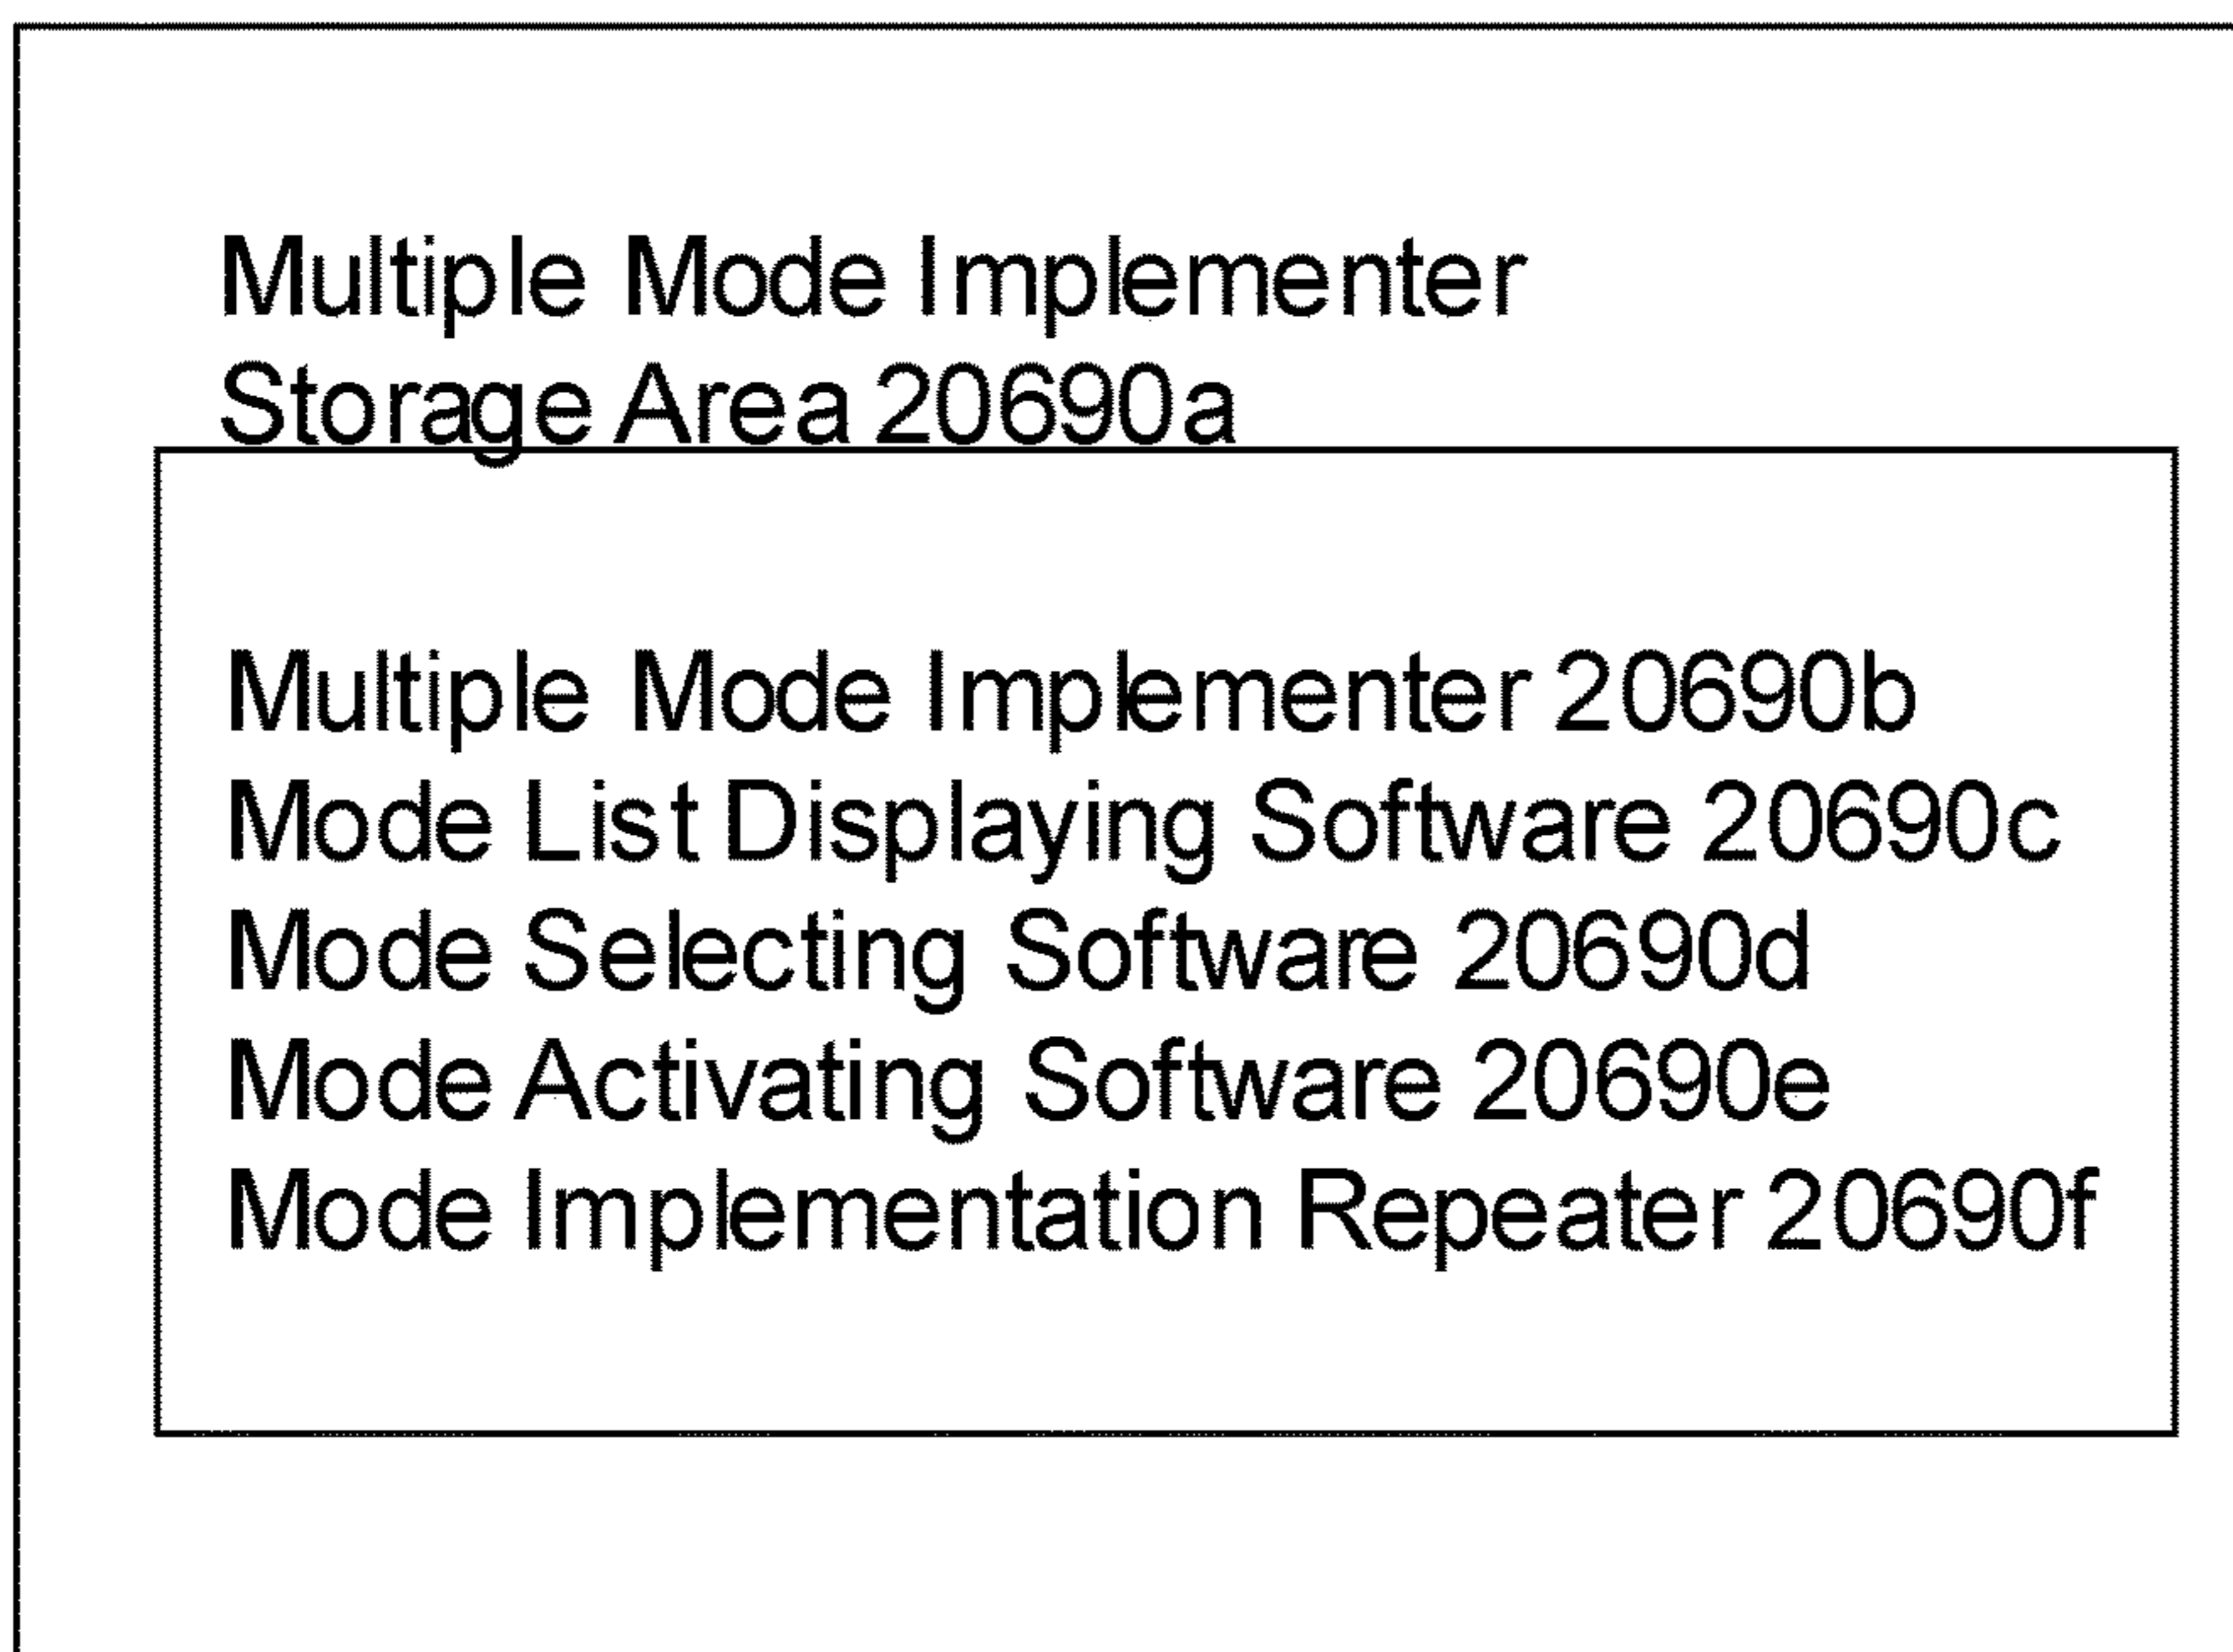 Multiple Mode Implementer
Storage Area 20690a
Multiple Mode Implementer 20690b
Mode List Displaying Software 20690c
Mode Selecting Software 20690d
Mode Activating Software 20690e
Mode Implementation Repeater 20690f